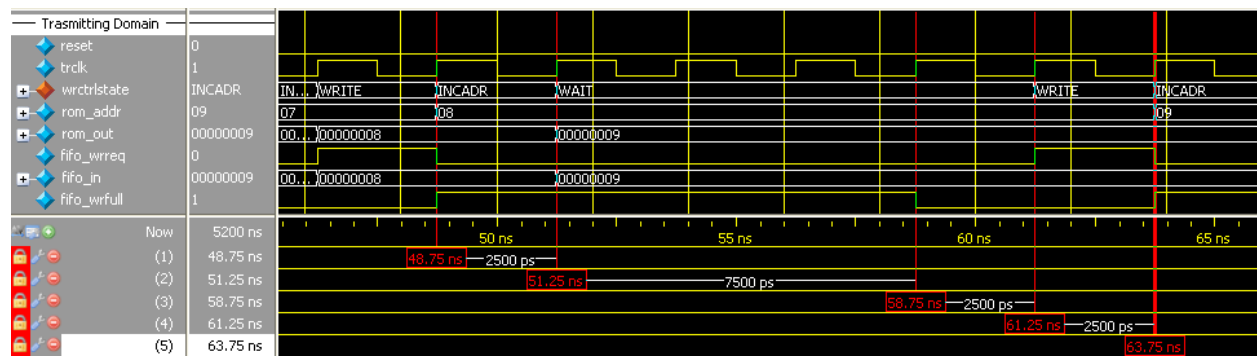 Trasmitting Domain
reset 0
trclk 1
wrctrlstate INCADR IN... WRITE INCADR WAIT WRITE INCADR
rom_addr 09 07 08 09
rom_out 00000009 00... 00000008 00000009
fifo_wrreq 0
fifo_in 00000009 00... 00000008 00000009
fifo_wrfull 1
Now 5200 ns 50 ns 55 ns 60 ns 65 ns
(1) 48.75 ns 48.75 ns 2500 ps
(2) 51.25 ns 51.25 ns 7500 ps
(3) 58.75 ns 58.75 ns 2500 ps
(4) 61.25 ns 61.25 ns 2500 ps
(5) 63.75 ns 63.75 ns